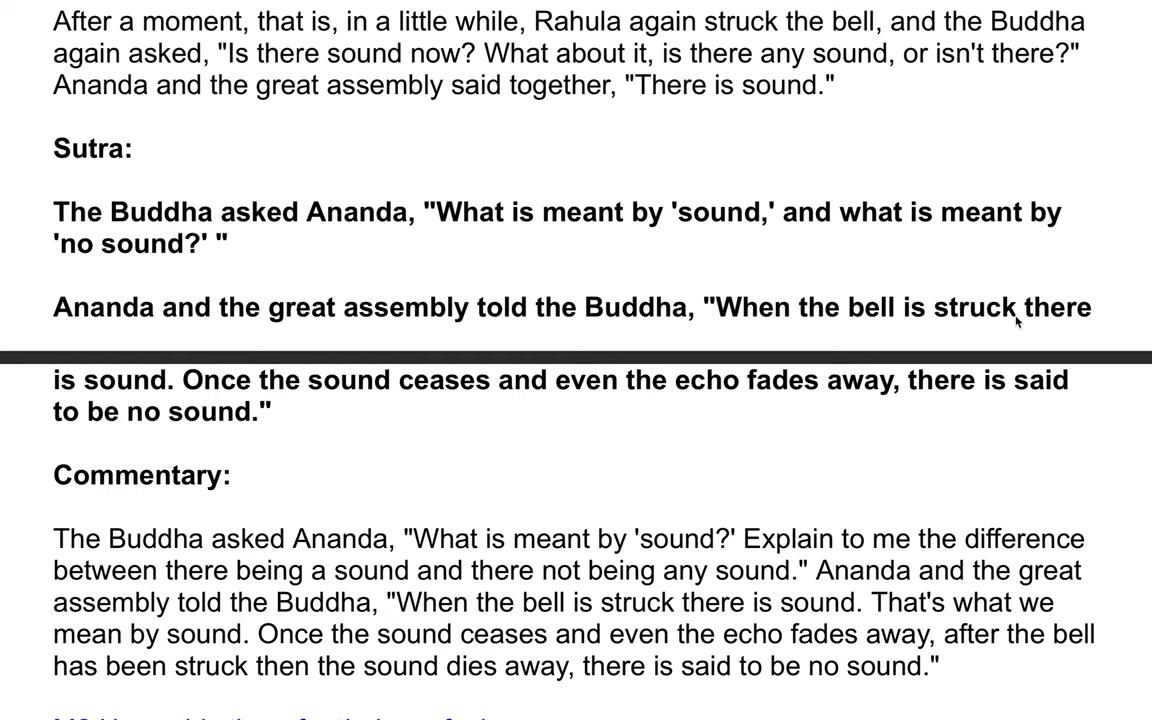 After a moment, that is, in a little while, Rahula again struck the bell, and the Buddha
again asked, "Is there sound now? What about it, is there any sound, or isn't there?"
Ananda and the great assembly said together, "There is sound."
Sutra:
The Buddha asked Ananda, "What is meant by 'sound,' and what is meant by
'no sound?' "
Ananda and the great assembly told the Buddha, "When the bell is struck there
is sound. Once the sound ceases and even the echo fades away, there is said
to be no sound."
Commentary:
The Buddha asked Ananda, "What is meant by 'sound?' Explain to me the difference
between there being a sound and there not being any sound." Ananda and the great
assembly told the Buddha, "When the bell is struck there is sound. That's what we
mean by sound. Once the sound ceases and even the echo fades away, after the bell
has been struck then the sound dies away, there is said to be no sound."